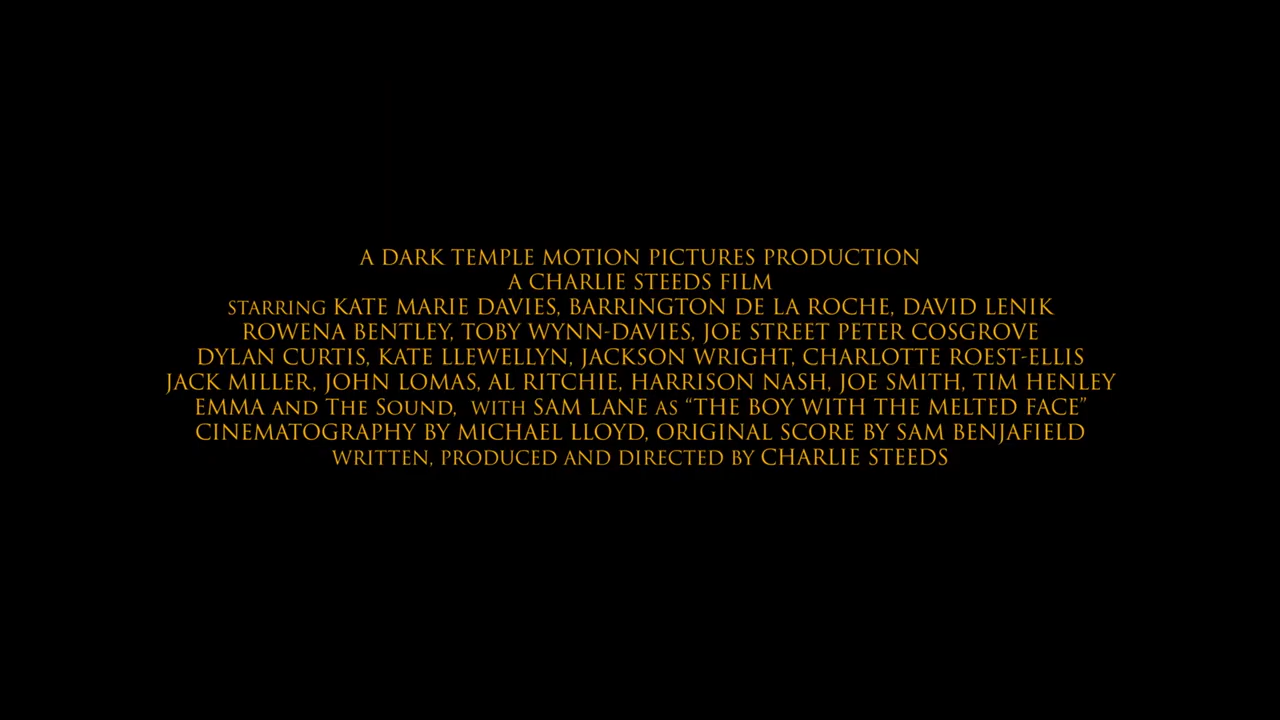 A DARK TEMPLE MOTION PICTURES PRODUCTION
A CHARLIE STEEDS FILM
STARRING KATE MARIE DAVIES, BARRINGTON DE LA ROCHE, DAVID LENIK
ROWENA BENTLEY, TOBY WYNN-DAVIES, JOE STREET PETER COSGROVE
DYLAN CURTIS, KATE LLEWELLYN, JACKSON WRIGHT, CHARLOTTE ROEST-ELLIS
JACK MILLER, JOHN LOMAS, AL RITCHIE, HARRISON NASH, JOE SMITH, TIM HENLEY
EMMA AND THE SOUND, WITH SAM LANE AS “THE BOY WITH THE MELTED FACE”
CINEMATOGRAPHY BY MICHAEL LLOYD, ORIGINAL SCORE BY SAM BENJAFIELD
WRITTEN, PRODUCED AND DIRECTED BY CHARLIE STEEDS